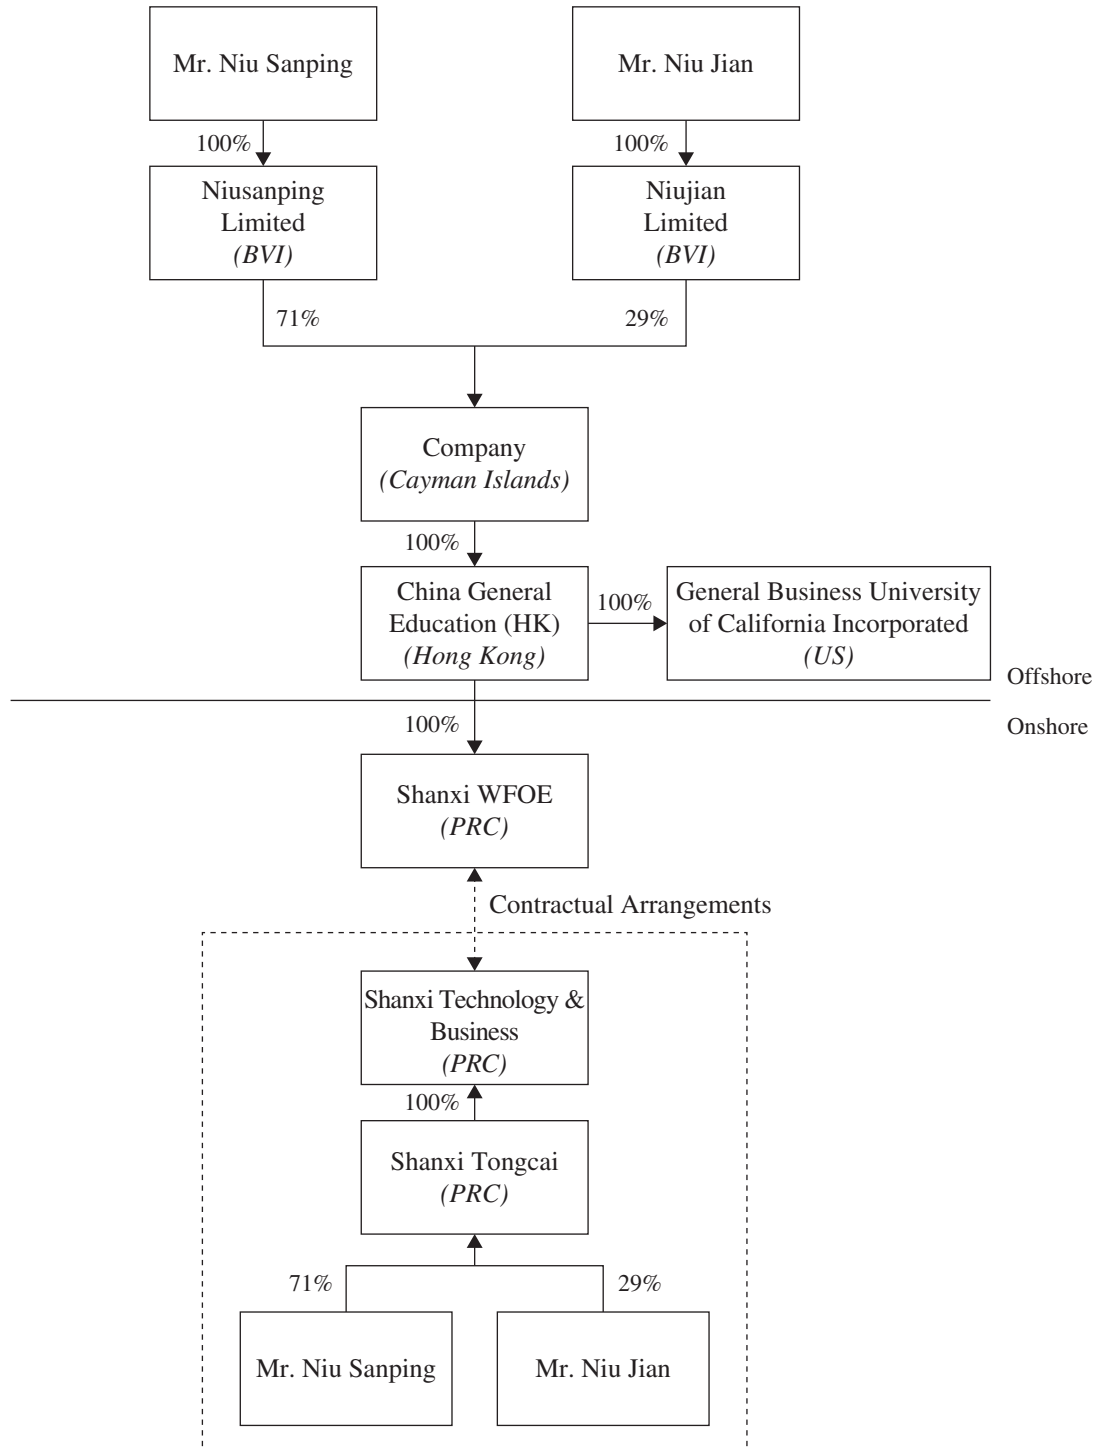 Mr. Niu Sanping
Mr. Niu Jian
100%
100%
Niusanping
Limited
(BVI)
Niujian
Limited
(BVI)
71%
29%
Company
(Cayman Islands)
100%
China General
Education (HK)
(Hong Kong)
100%
General Business University
of California Incorporated
(US)
Offshore
100%
Onshore
Shanxi WFOE
(PRC)
Contractual Arrangements
Shanxi Technology &
Business
(PRC)
100%
Shanxi Tongcai
(PRC)
71%
29%
Mr. Niu Sanping
Mr. Niu Jian